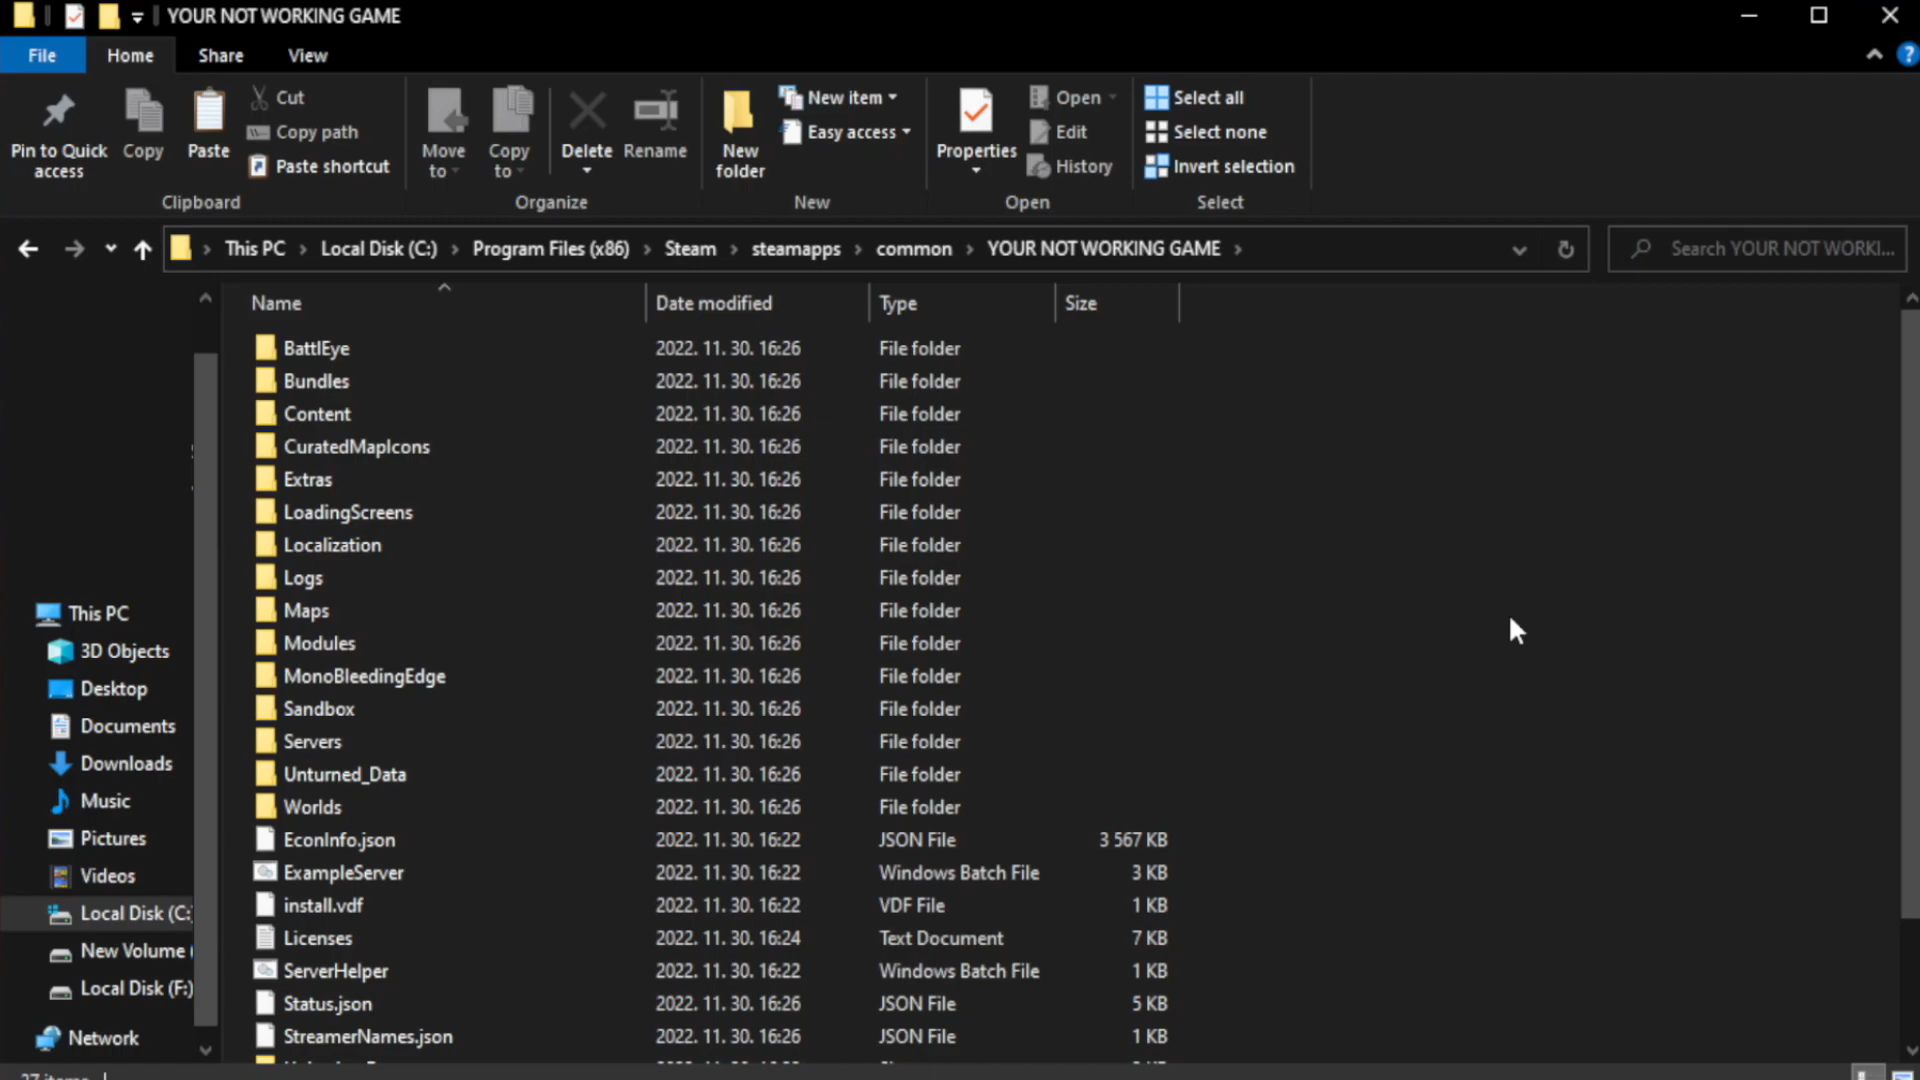 YOUR NOT WORKING GAME
File Home Share View
Pin to Quick access
Copy
Paste
Cut
Copy path
Paste shortcut
Clipboard
Move to
Copy to
Delete
Rename
Organize
New folder
New item
Easy access
New
Properties
Open
Edit
History
Open
Select all
Select none
Invert selection
Select
This PC > Local Disk (C:) > Program Files (x86) > Steam > steamapps > common > YOUR NOT WORKING GAME >
Search YOUR NOT WORKI...
Name Date modified Type Size
BattlEye 2022. 11. 30. 16:26 File folder
Bundles 2022. 11. 30. 16:26 File folder
Content 2022. 11. 30. 16:26 File folder
CuratedMapIcons 2022. 11. 30. 16:26 File folder
Extras 2022. 11. 30. 16:26 File folder
LoadingScreens 2022. 11. 30. 16:26 File folder
Localization 2022. 11. 30. 16:26 File folder
Logs 2022. 11. 30. 16:26 File folder
Maps 2022. 11. 30. 16:26 File folder
Modules 2022. 11. 30. 16:26 File folder
MonoBleedingEdge 2022. 11. 30. 16:26 File folder
Sandbox 2022. 11. 30. 16:26 File folder
Servers 2022. 11. 30. 16:26 File folder
Unturned_Data 2022. 11. 30. 16:26 File folder
Worlds 2022. 11. 30. 16:26 File folder
EconInfo.json 2022. 11. 30. 16:22 JSON File 3 567 KB
ExampleServer 2022. 11. 30. 16:22 Windows Batch File 3 KB
install.vdf 2022. 11. 30. 16:22 VDF File 1 KB
Licenses 2022. 11. 30. 16:24 Text Document 7 KB
ServerHelper 2022. 11. 30. 16:22 Windows Batch File 1 KB
Status.json 2022. 11. 30. 16:26 JSON File 5 KB
StreamerNames.json 2022. 11. 30. 16:26 JSON File 1 KB
This PC
3D Objects
Desktop
Documents
Downloads
Music
Pictures
Videos
Local Disk (C:)
New Volume (
Local Disk (F:)
Network